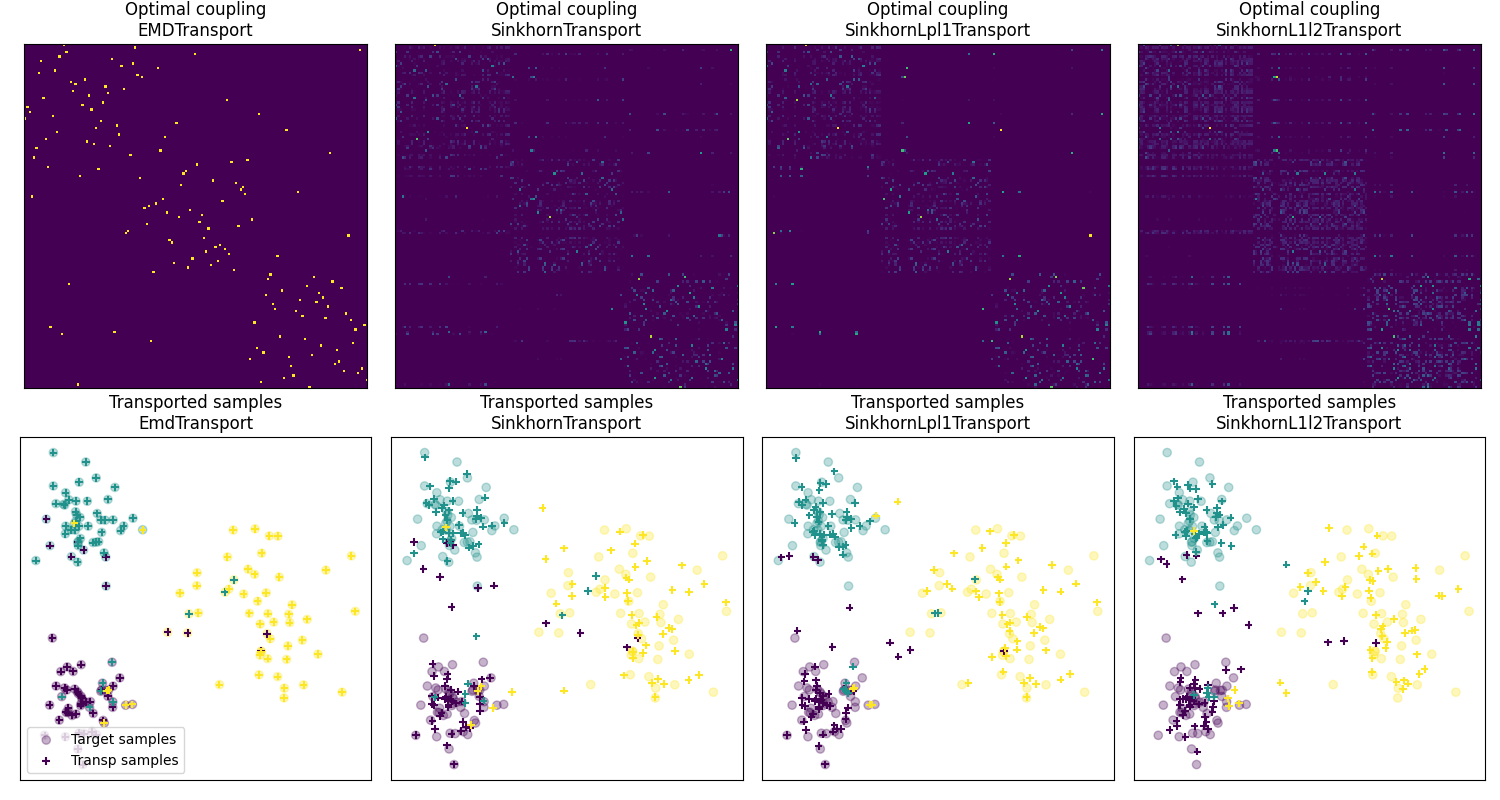 Optimal coupling
EMDTransport
Optimal coupling
SinkhornTransport
Optimal coupling
SinkhornLpl1Transport
Optimal coupling
SinkhornL1l2Transport
Transported samples
EmdTransport
Transported samples
SinkhornTransport
Transported samples
SinkhornLpl1Transport
Transported samples
SinkhornL1l2Transport
Target samples
Transp samples